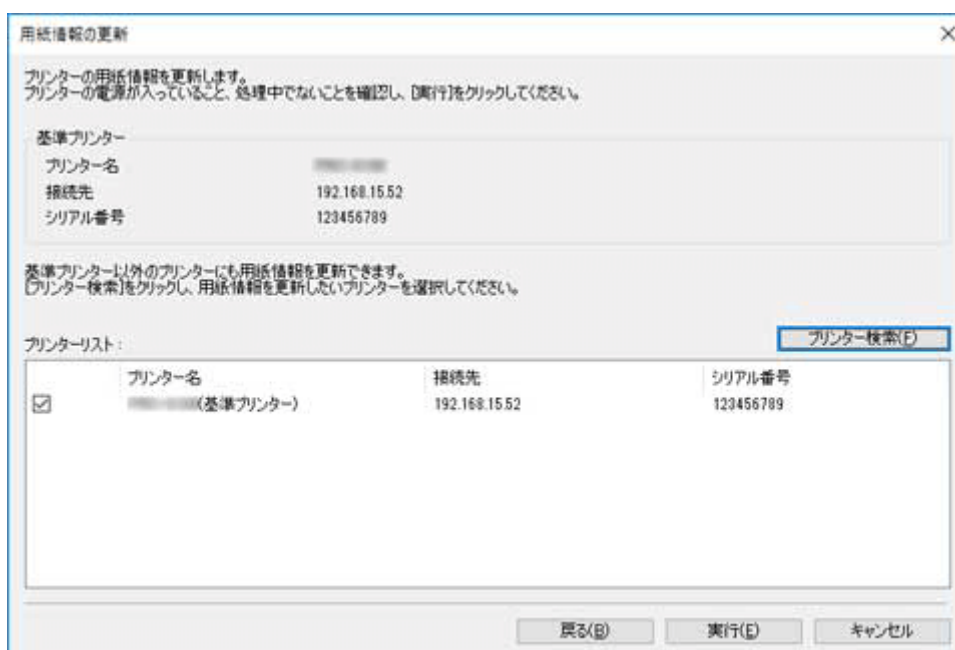 用紙情報の更新
プリンターの用紙情報を更新します。
プリンターの電源が入っていること、処理中でないことを確認し、[実行]をクリックしてください。
基準プリンター
プリンター名
接続先 192.168.15.52
シリアル番号 123456789
基準プリンター以外のプリンターにも用紙情報を更新できます。
[プリンター検索]をクリックし、用紙情報を更新したいプリンターを選択してください。
プリンターリスト: プリンター検索(F)
プリンター名 接続先 シリアル番号
(基準プリンター) 192.168.15.52 123456789
戻る(B) 実行(E) キャンセル